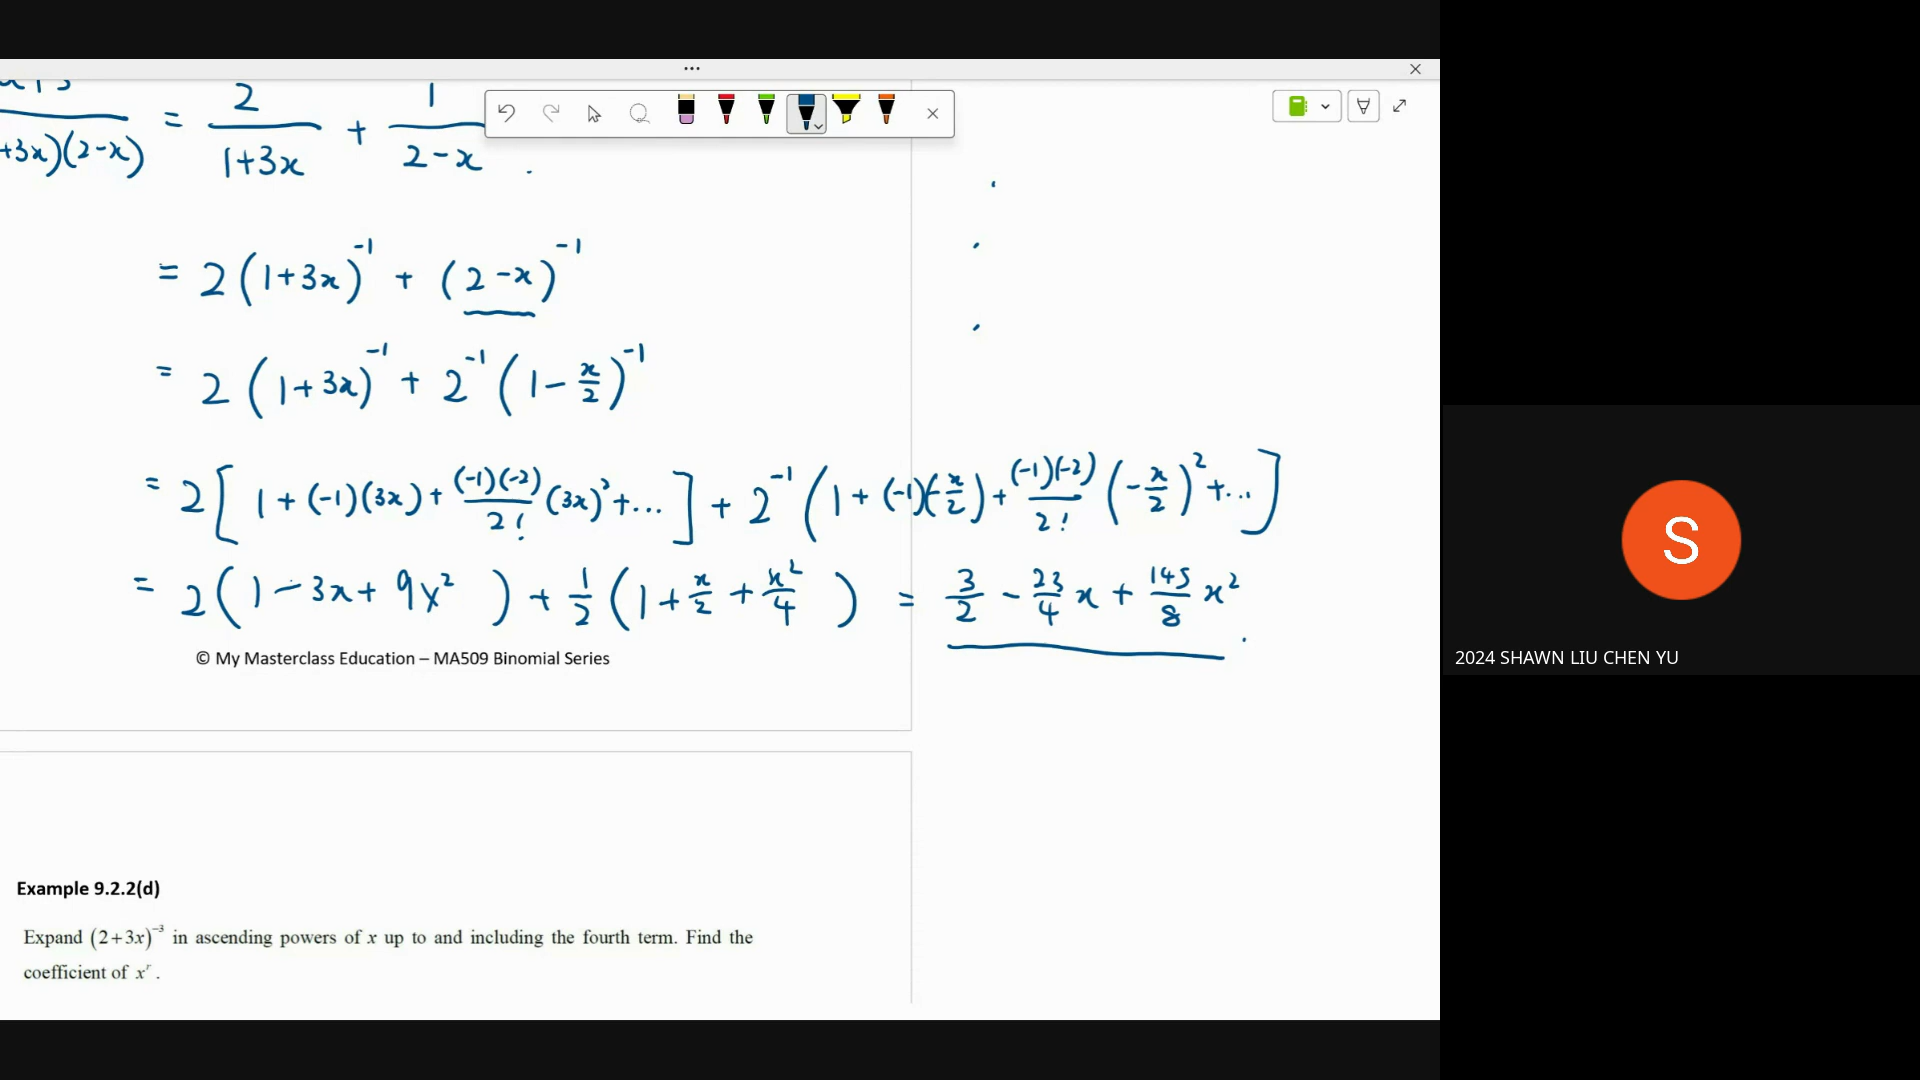 = 2/(1+3x) + 1/(2-x)
+3x)(2-x)
= 2(1+3x)^-1 + (2-x)^-1
= 2(1+3x)^-1 + 2^-1(1-x/2)^-1
= 2[1+(-1)(3x)+(-1)(-2)/2!(3x)^2+...] + 2^-1(1+(-1)(-x/2)+(-1)(-2)/2!(-x/2)^2+...]
= 2(1-3x+9x^2 ) + 1/2(1+x/2+x^2/4 ) = 3/2 - 23/4 x + 145/8 x^2
© My Masterclass Education – MA509 Binomial Series
Example 9.2.2(d)
Expand (2+3x)^-3 in ascending powers of x up to and including the fourth term. Find the
coefficient of x^r .
S
2024 SHAWN LIU CHEN YU